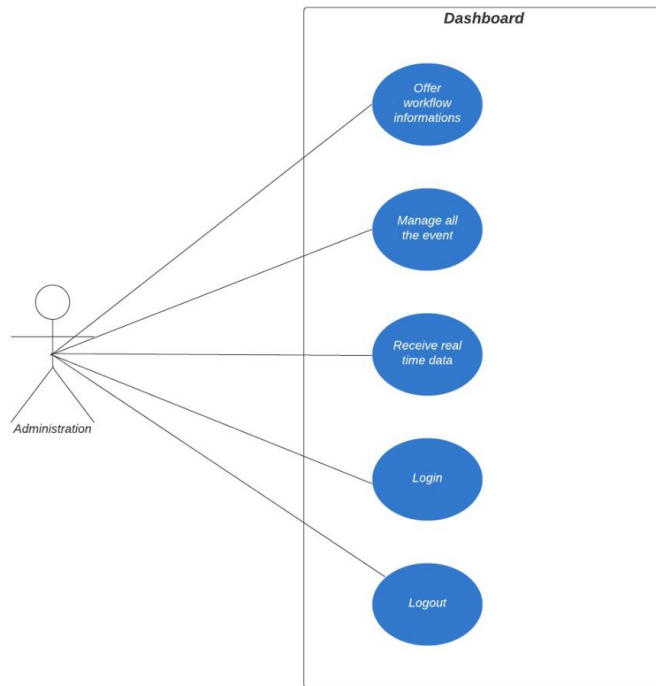 Dashboard
Offer
workflow
informations
Manage all
the event
Receive real
time data
Administration
Login
Logout